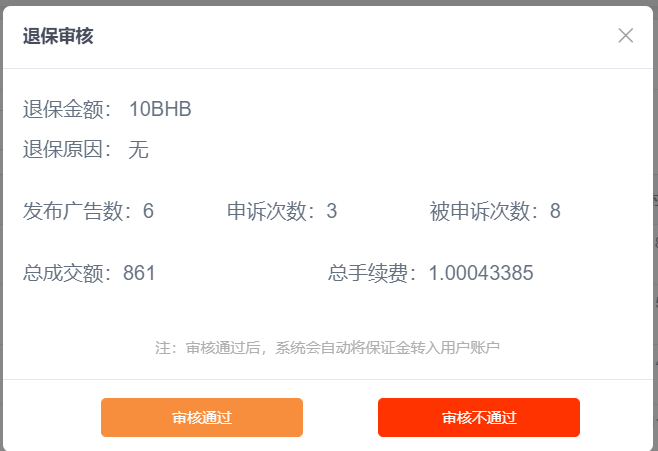 退保审核
退保金额： 10BHB
退保原因： 无
发布广告数：6 申诉次数：3 被申诉次数：8
总成交额：861 总手续费：1.00043385
注：审核通过后，系统会自动将保证金转入用户账户
审核通过 审核不通过